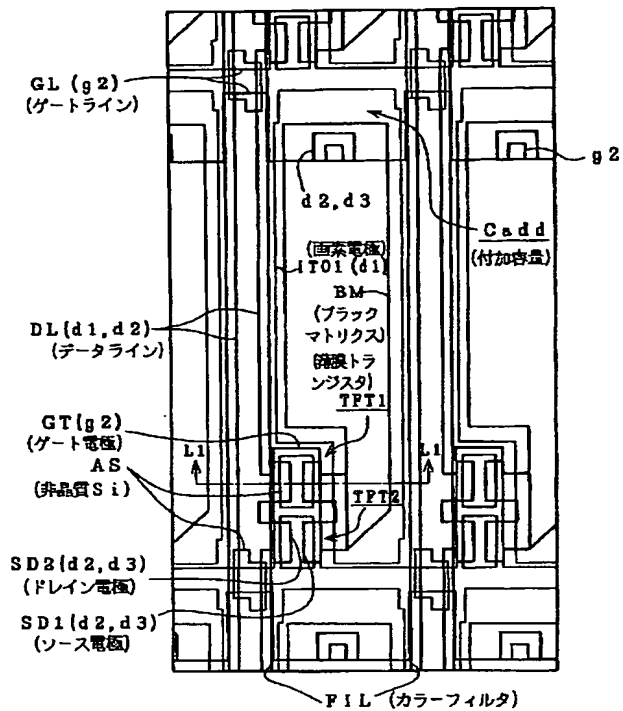 GL (g2)
(ゲートライン)
g2
d2,d3
Cadd
(付加容量)
(画素電極)
ITO1 (d1)
BM
(ブラック
マトリクス)
DL(d1,d2)
(データライン)
(薄膜トラ
ンジスタ)
TFT1
GT(g2)
(ゲート電極)
L1
L1
AS
(非晶質Si)
TFT2
SD2(d2,d3)
(ドレイン電極)
SD1(d2,d3)
(ソース電極)
FIL (カラーフィルタ)